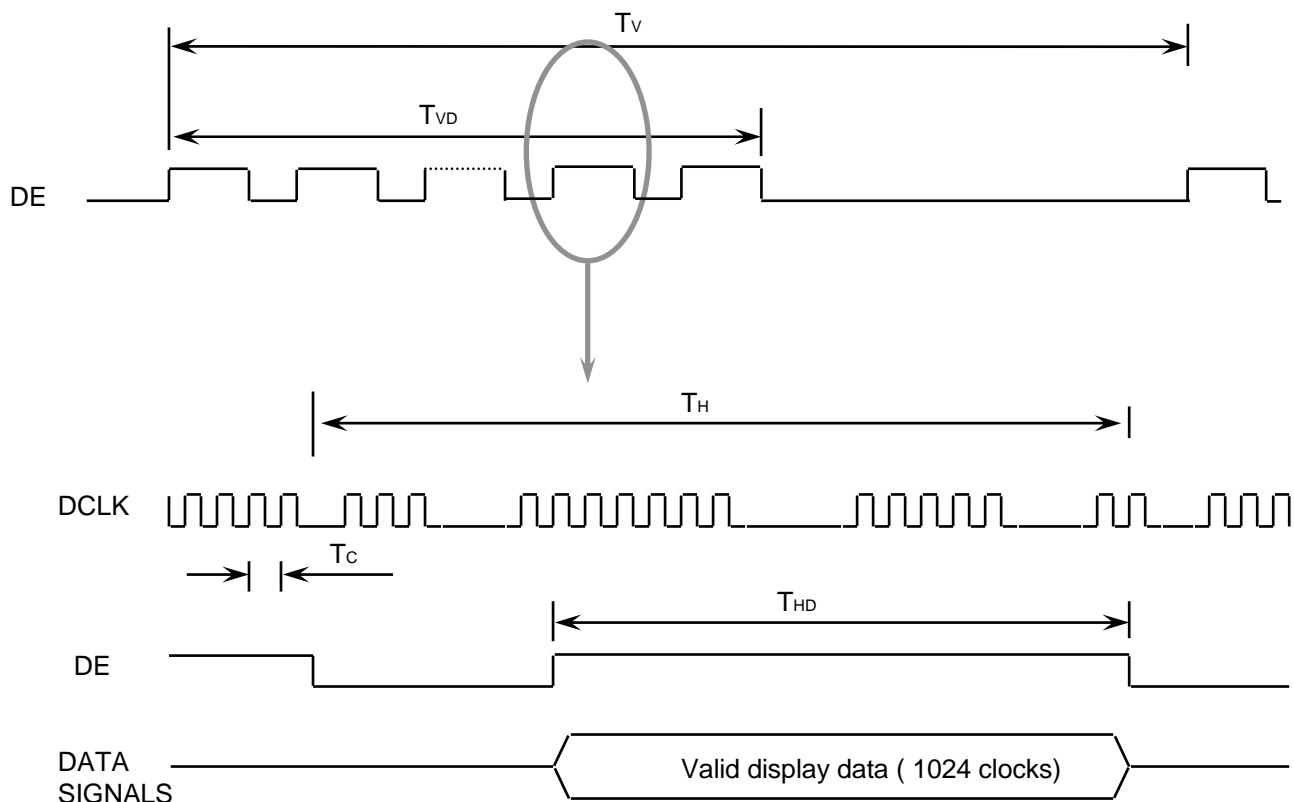 TV
TVD
DE
TH
DCLK
TC
THD
DE
Valid display data ( 1024 clocks)
DATA
SIGNALS